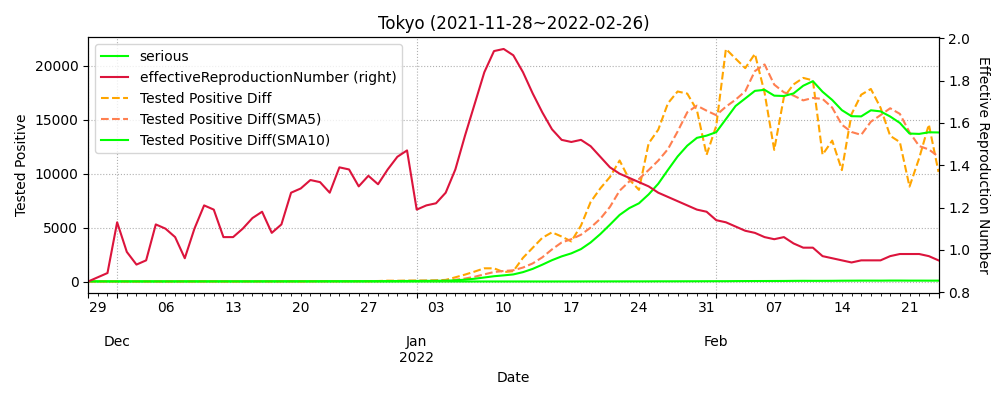 Tokyo (2021-11-28~2022-02-26)
serious
effectiveReproductionNumber (right)
Tested Positive Diff
Tested Positive Diff(SMA5)
Tested Positive Diff(SMA10)
Tested Positive
20000
15000
10000
5000
0
2.0
1.8
1.6
1.4
1.2
1.0
0.8
Effective Reproduction Number
29 06 13 20 27 03 10 17 24 31 07 14 21
Dec Jan Feb
2022
Date